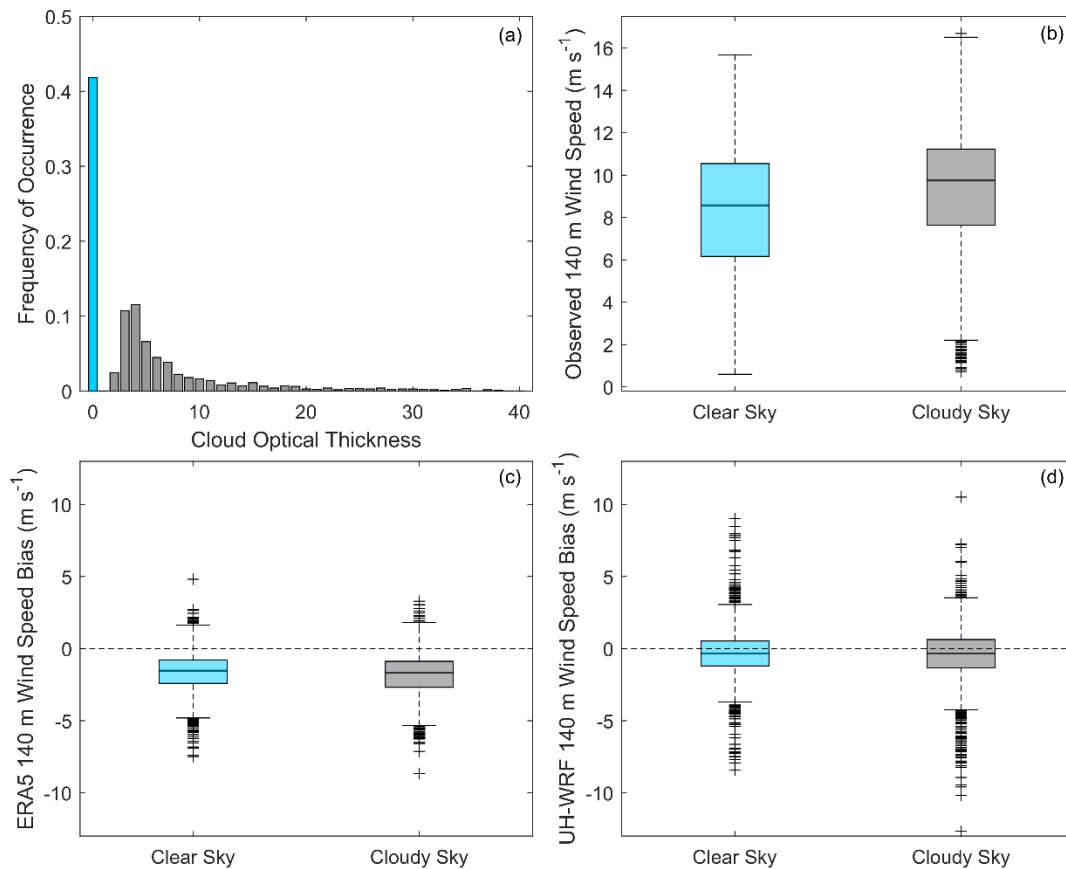 (a)
Frequency of Occurrence
0.5
0.4
0.3
0.2
0.1
0
0 10 20 30 40
Cloud Optical Thickness
(b)
Observed 140 m Wind Speed (m s⁻¹)
16
14
12
10
8
6
4
2
0
Clear Sky Cloudy Sky
(c)
ERA5 140 m Wind Speed Bias (m s⁻¹)
10
5
0
-5
-10
Clear Sky Cloudy Sky
(d)
UH-WRF 140 m Wind Speed Bias (m s⁻¹)
10
5
0
-5
-10
Clear Sky Cloudy Sky